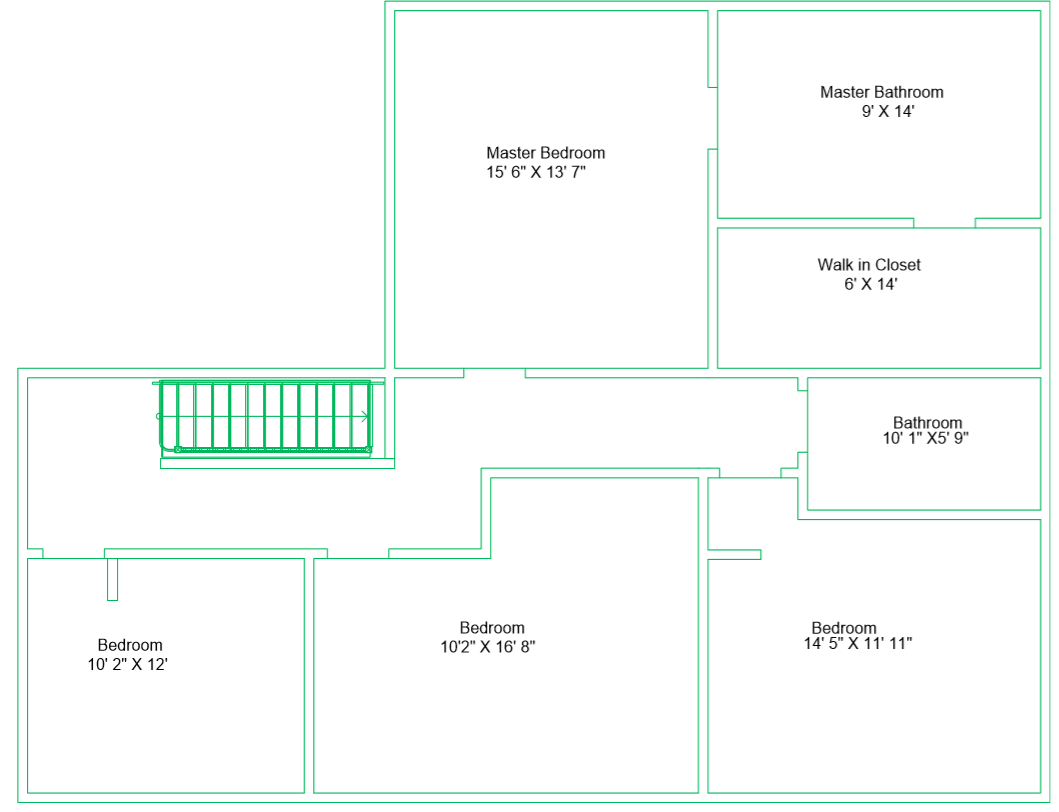 Master Bathroom
9' X 14'
Master Bedroom
15' 6" X 13' 7"
Walk in Closet
6' X 14'
Bathroom
10' 1" X5' 9"
Bedroom
10' 2" X 12'
Bedroom
10'2" X 16' 8"
Bedroom
14' 5" X 11' 11"